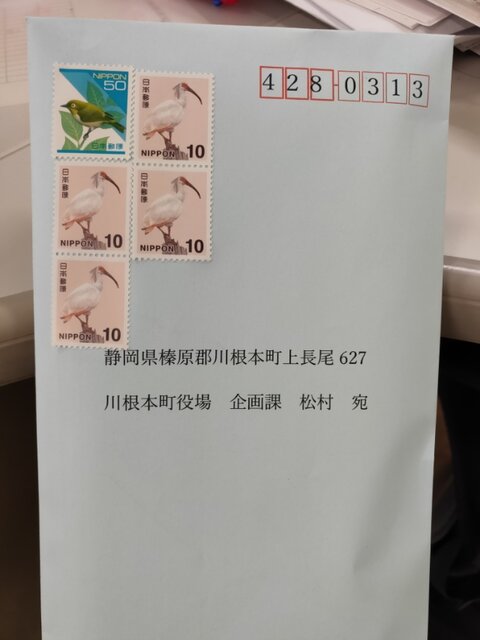 NIPPON
50
日本郵便
日本郵便
NIPPON 10
日本郵便
NIPPON 10
日本郵便
NIPPON 10
日本郵便
NIPPON 10
428-0313
静岡県榛原郡川根本町上長尾 627
川根本町役場 企画課 松村 宛